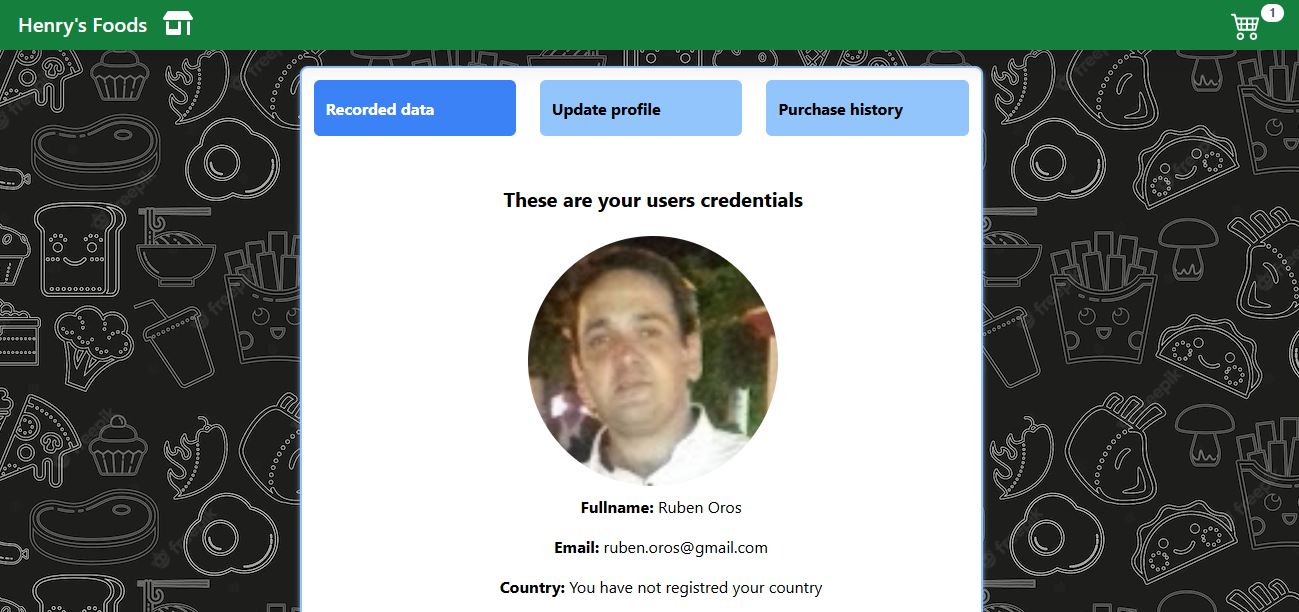 Henry's Foods
1
Recorded data
Update profile
Purchase history
These are your users credentials
Fullname: Ruben Oros
Email: ruben.oros@gmail.com
Country: You have not registred your country